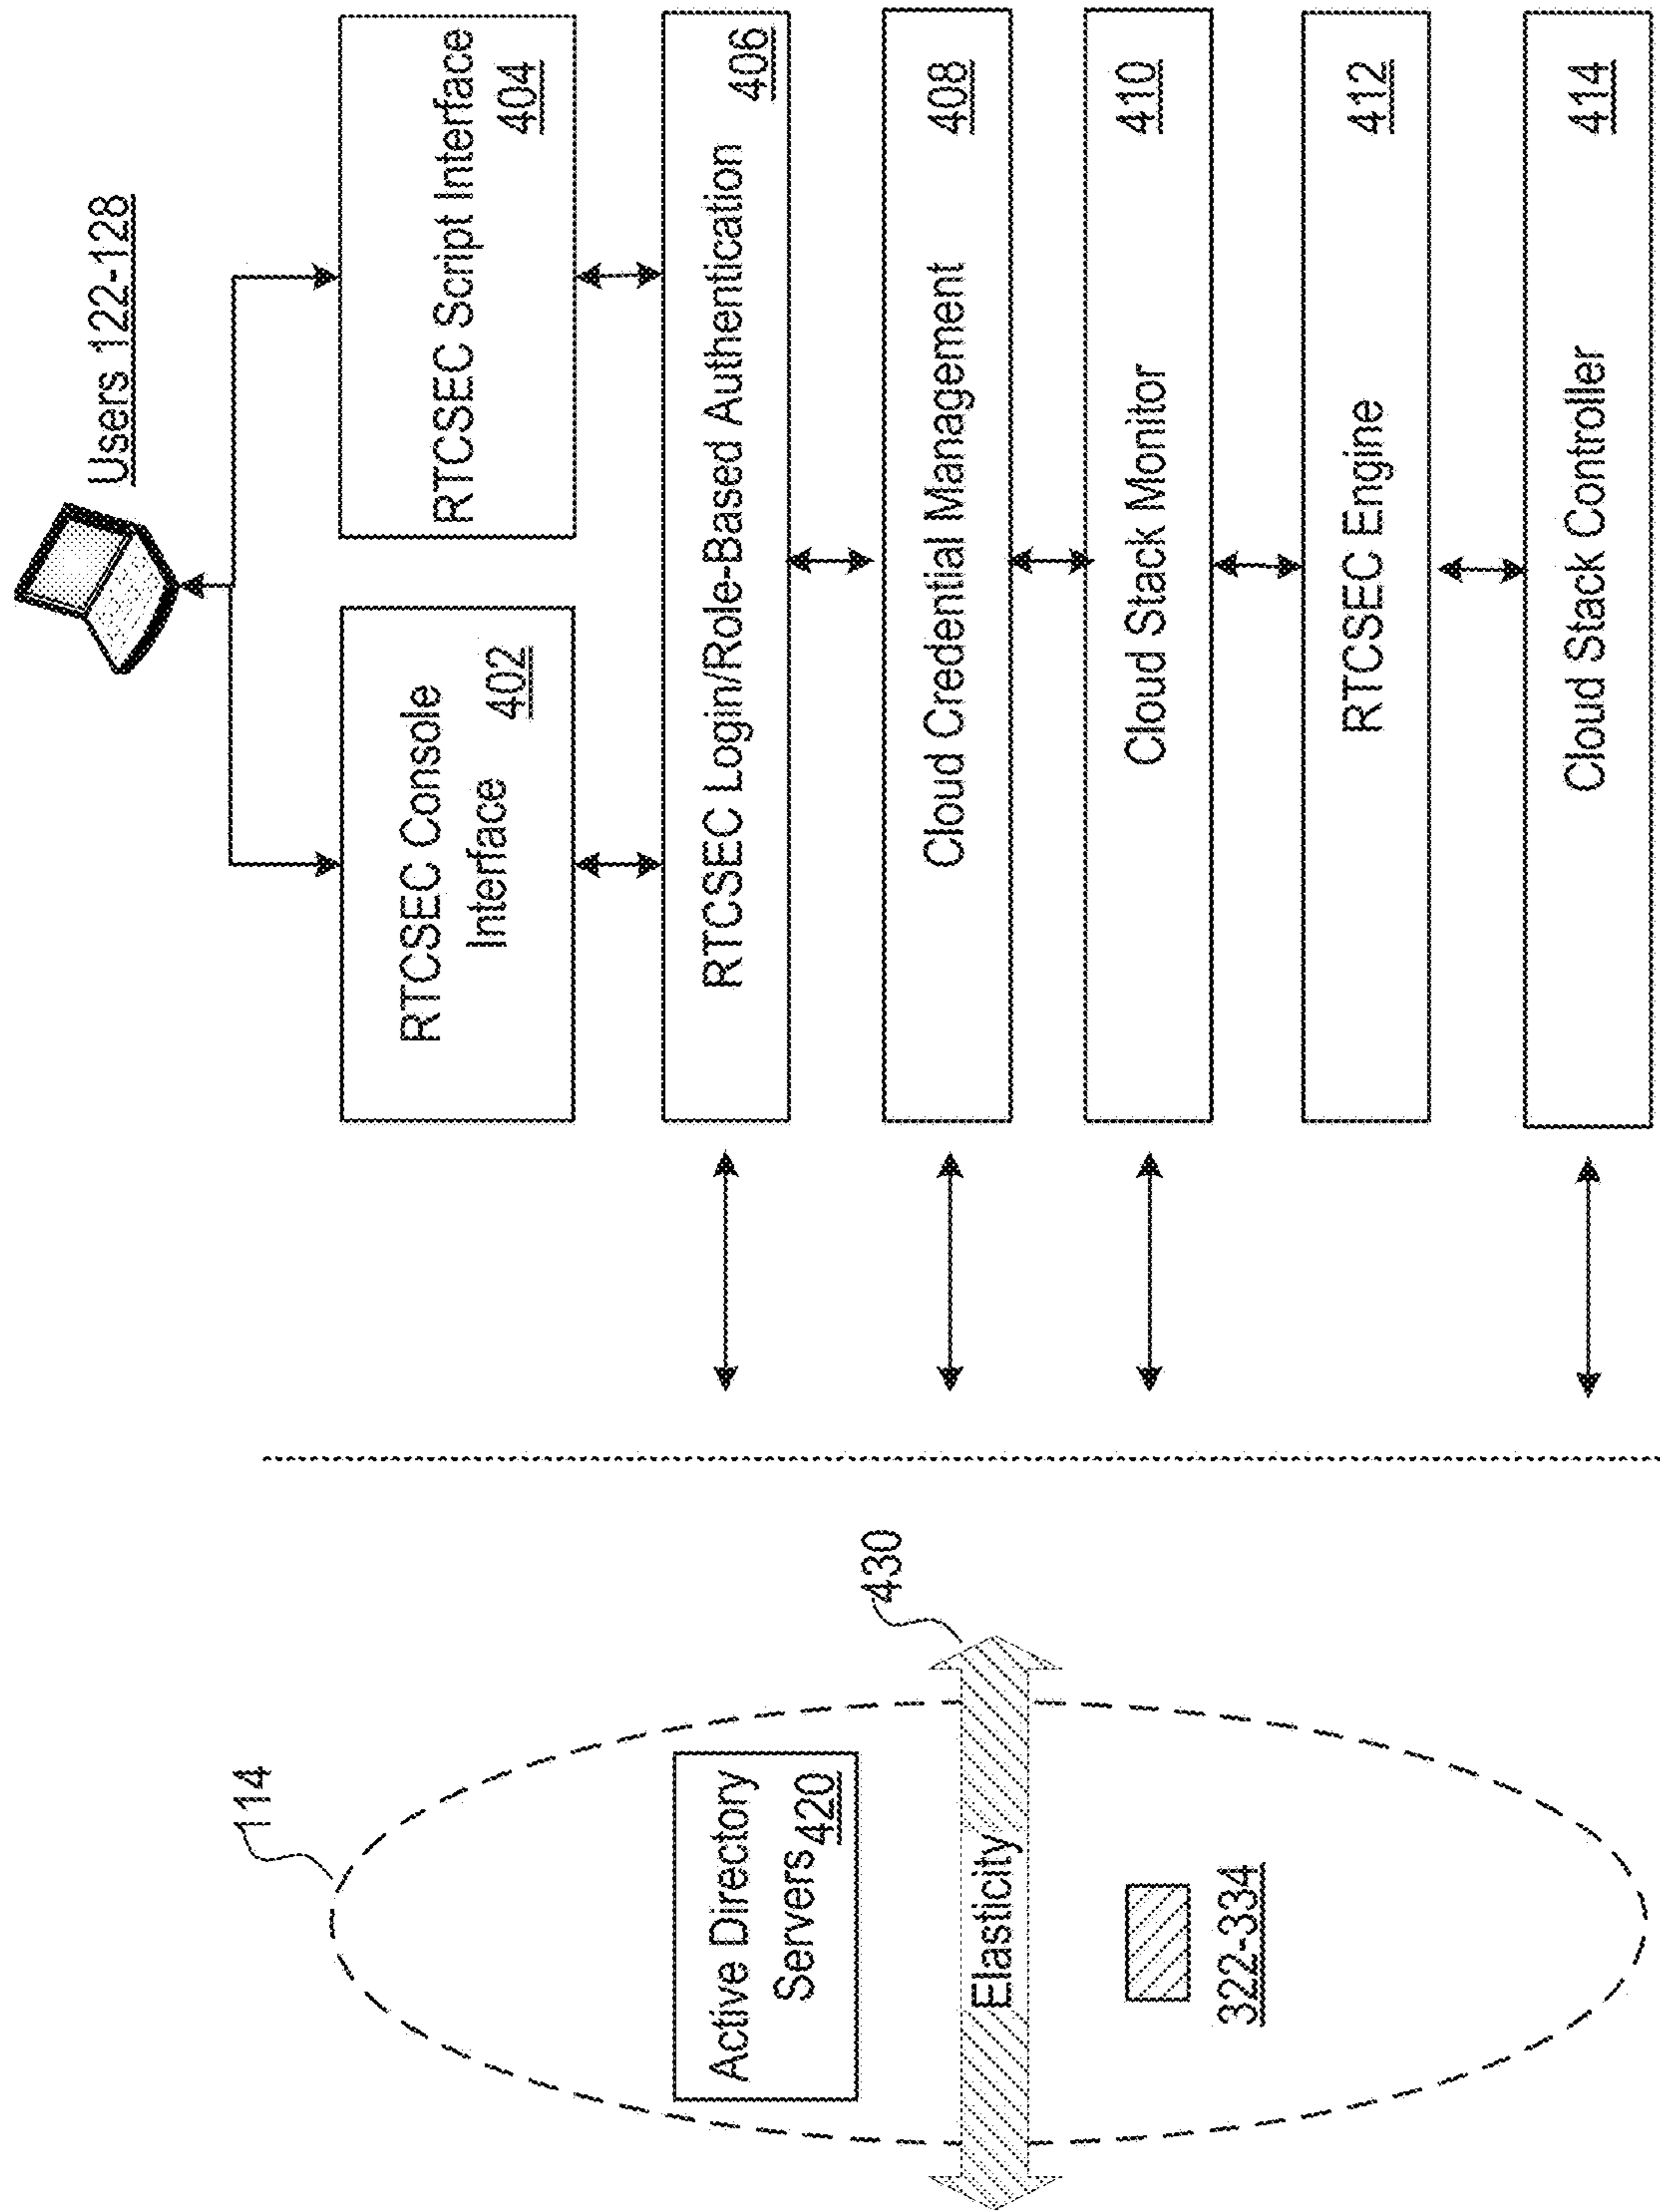 Users 122-128
RTCSEC Console
Interface 402
RTCSEC Script Interface
404
RTCSEC Login/Role-Based Authentication 406
Cloud Credential Management 408
Cloud Stack Monitor 410
RTCSEC Engine 412
Cloud Stack Controller 414
114
Active Directory
Servers 420
430
Elasticity
322-334